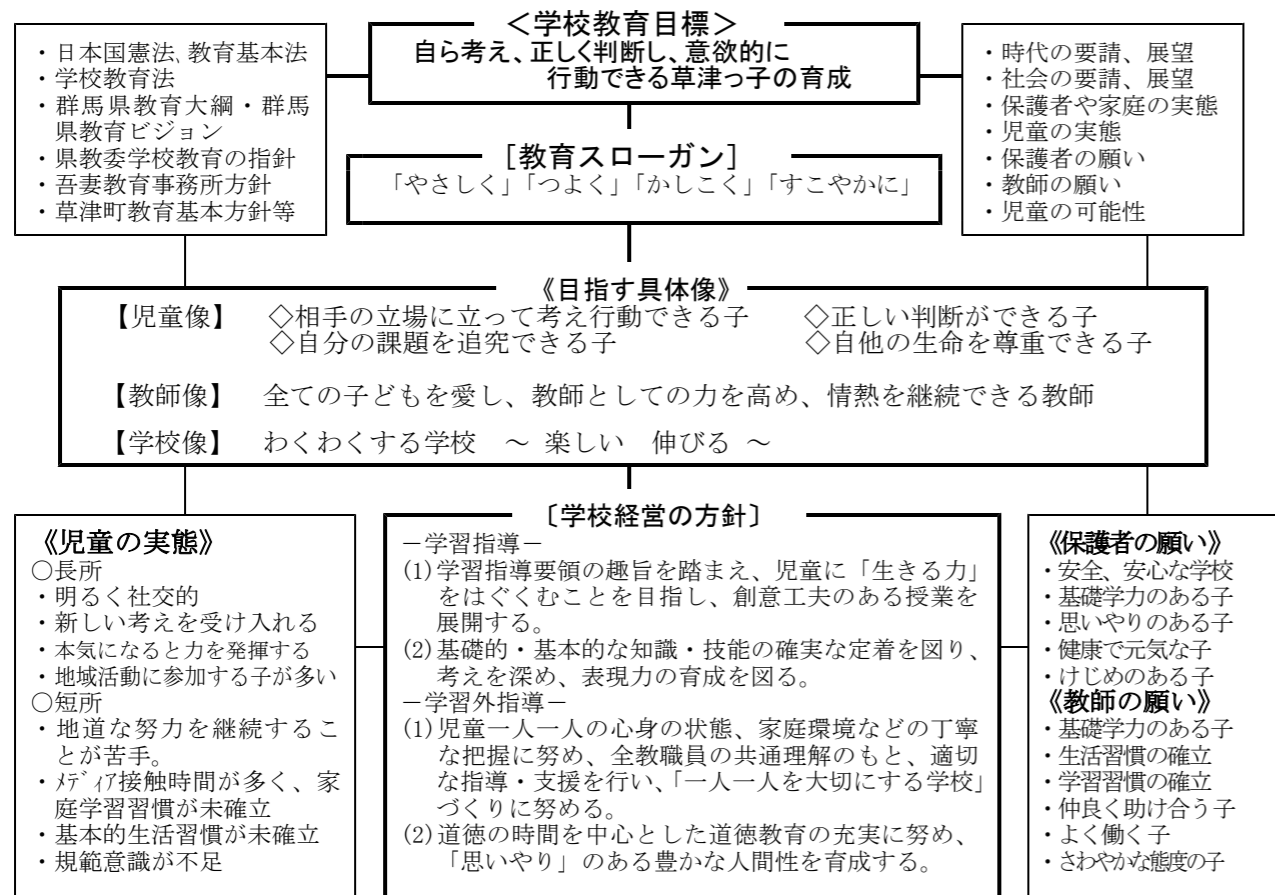 ＜学校教育目標＞
自ら考え、正しく判断し、意欲的に
行動できる草津っ子の育成
・日本国憲法、教育基本法
・学校教育法
・群馬県教育大綱・群馬
県教育ビジョン
・県教委学校教育の指針
・吾妻教育事務所方針
・草津町教育基本方針等
・時代の要請、展望
・社会の要請、展望
・保護者や家庭の実態
・児童の実態
・保護者の願い
・教師の願い
・児童の可能性
［教育スローガン］
「やさしく」「つよく」「かしこく」「すこやかに」
《目指す具体像》
【児童像】　◇相手の立場に立って考え行動できる子　　◇正しい判断ができる子
◇自分の課題を追究できる子　　◇自他の生命を尊重できる子
【教師像】　全ての子どもを愛し、教師としての力を高め、情熱を継続できる教師
【学校像】　わくわくする学校　～ 楽しい　伸びる ～
《児童の実態》
○長所
・明るく社交的
・新しい考えを受け入れる
・本気になると力を発揮する
・地域活動に参加する子が多い
○短所
・地道な努力を継続するこ
とが苦手。
・ﾒﾃﾞｨｱ接触時間が多く、家
庭学習習慣が未確立
・基本的生活習慣が未確立
・規範意識が不足
〔学校経営の方針〕
－学習指導－
(1)学習指導要領の趣旨を踏まえ、児童に「生きる力」
をはぐくむことを目指し、創意工夫のある授業を
展開する。
(2)基礎的・基本的な知識・技能の確実な定着を図り、
考えを深め、表現力の育成を図る。
－学習外指導－
(1)児童一人一人の心身の状態、家庭環境などの丁寧
な把握に努め、全教職員の共通理解のもと、適切
な指導・支援を行い、「一人一人を大切にする学校」
づくりに努める。
(2)道徳の時間を中心とした道徳教育の充実に努め、
「思いやり」のある豊かな人間性を育成する。
《保護者の願い》
・安全、安心な学校
・基礎学力のある子
・思いやりのある子
・健康で元気な子
・けじめのある子
《教師の願い》
・基礎学力のある子
・生活習慣の確立
・学習習慣の確立
・仲良く助け合う子
・よく働く子
・さわやかな態度の子